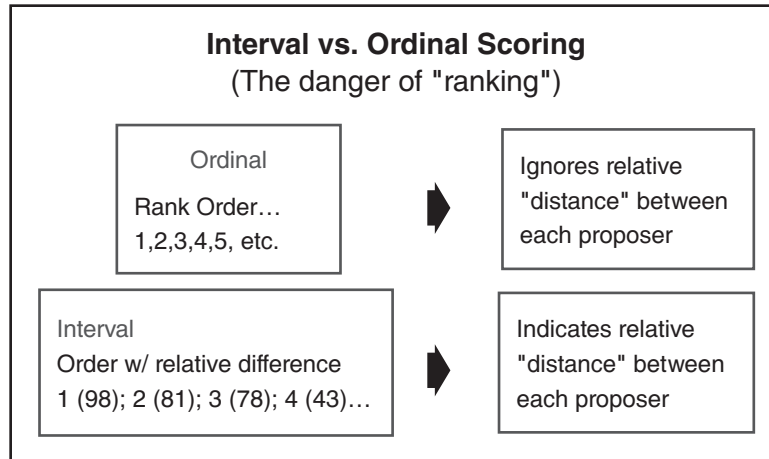 Interval vs. Ordinal Scoring
(The danger of "ranking")
Ordinal
Rank Order…
1,2,3,4,5, etc.
Ignores relative
"distance" between
each proposer
Interval
Order w/ relative difference
1 (98); 2 (81); 3 (78); 4 (43)…
Indicates relative
"distance" between
each proposer